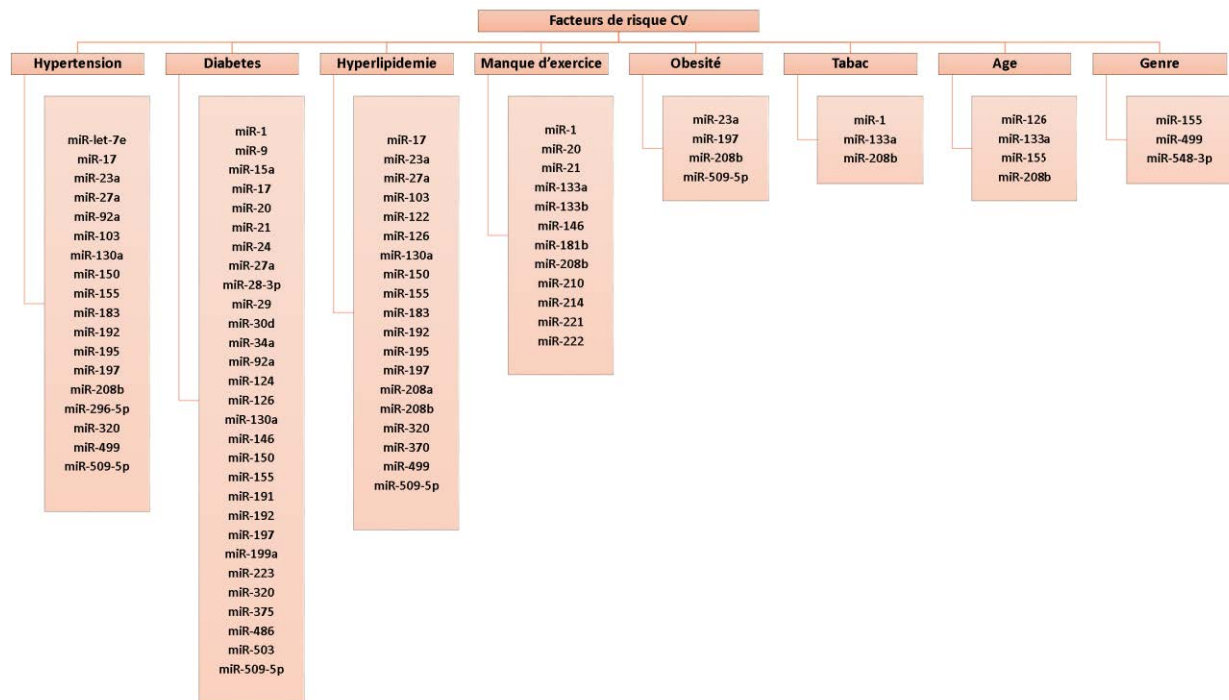 Facteurs de risque CV
Hypertension
miR-let-7e
miR-17
miR-23a
miR-27a
miR-92a
miR-103
miR-130a
miR-150
miR-155
miR-183
miR-192
miR-195
miR-197
miR-208b
miR-296-5p
miR-320
miR-499
miR-509-5p
Diabetes
miR-1
miR-9
miR-15a
miR-17
miR-20
miR-21
miR-24
miR-27a
miR-28-3p
miR-29
miR-30d
miR-34a
miR-92a
miR-124
miR-126
miR-130a
miR-146
miR-150
miR-155
miR-191
miR-192
miR-197
miR-199a
miR-223
miR-320
miR-375
miR-486
miR-503
miR-509-5p
Hyperlipidemie
miR-17
miR-23a
miR-27a
miR-103
miR-122
miR-126
miR-130a
miR-150
miR-155
miR-183
miR-192
miR-195
miR-197
miR-208a
miR-208b
miR-320
miR-370
miR-499
miR-509-5p
Manque d'exercice
miR-1
miR-20
miR-21
miR-133a
miR-133b
miR-146
miR-181b
miR-208b
miR-210
miR-214
miR-221
miR-222
Obesité
miR-23a
miR-197
miR-208b
miR-509-5p
Tabac
miR-1
miR-133a
miR-208b
Age
miR-126
miR-133a
miR-155
miR-208b
Genre
miR-155
miR-499
miR-548-3p